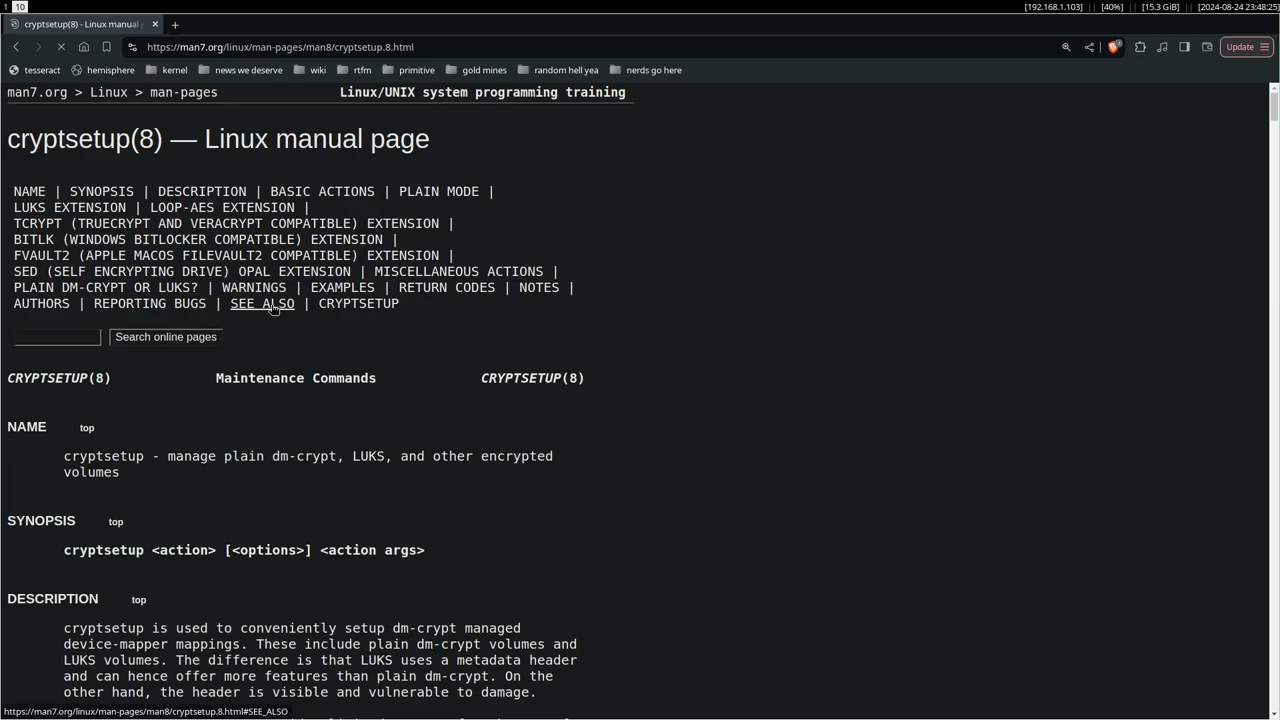 1 10 [192.168.1.103] [40%] [15.3 GiB] [2024-08-24 23:48:25]
cryptsetup(8) - Linux manual
https://man7.org/linux/man-pages/man8/cryptsetup.8.html Update
tesseract hemisphere kernel news we deserve wiki rtfm primitive gold mines random hell yea nerds go here
man7.org > Linux > man-pages Linux/UNIX system programming training
cryptsetup(8) — Linux manual page
NAME | SYNOPSIS | DESCRIPTION | BASIC ACTIONS | PLAIN MODE |
LUKS EXTENSION | LOOP-AES EXTENSION |
TCRYPT (TRUECRYPT AND VERACRYPT COMPATIBLE) EXTENSION |
BITLK (WINDOWS BITLOCKER COMPATIBLE) EXTENSION |
FVAULT2 (APPLE MACOS FILEVAULT2 COMPATIBLE) EXTENSION |
SED (SELF ENCRYPTING DRIVE) OPAL EXTENSION | MISCELLANEOUS ACTIONS |
PLAIN DM-CRYPT OR LUKS? | WARNINGS | EXAMPLES | RETURN CODES | NOTES |
AUTHORS | REPORTING BUGS | SEE ALSO | CRYPTSETUP
Search online pages
CRYPTSETUP(8) Maintenance Commands CRYPTSETUP(8)
NAME top
cryptsetup - manage plain dm-crypt, LUKS, and other encrypted
volumes
SYNOPSIS top
cryptsetup <action> [<options>] <action args>
DESCRIPTION top
cryptsetup is used to conveniently setup dm-crypt managed
device-mapper mappings. These include plain dm-crypt volumes and
LUKS volumes. The difference is that LUKS uses a metadata header
and can hence offer more features than plain dm-crypt. On the
other hand, the header is visible and vulnerable to damage.
https://man7.org/linux/man-pages/man8/cryptsetup.8.html#SEE_ALSO